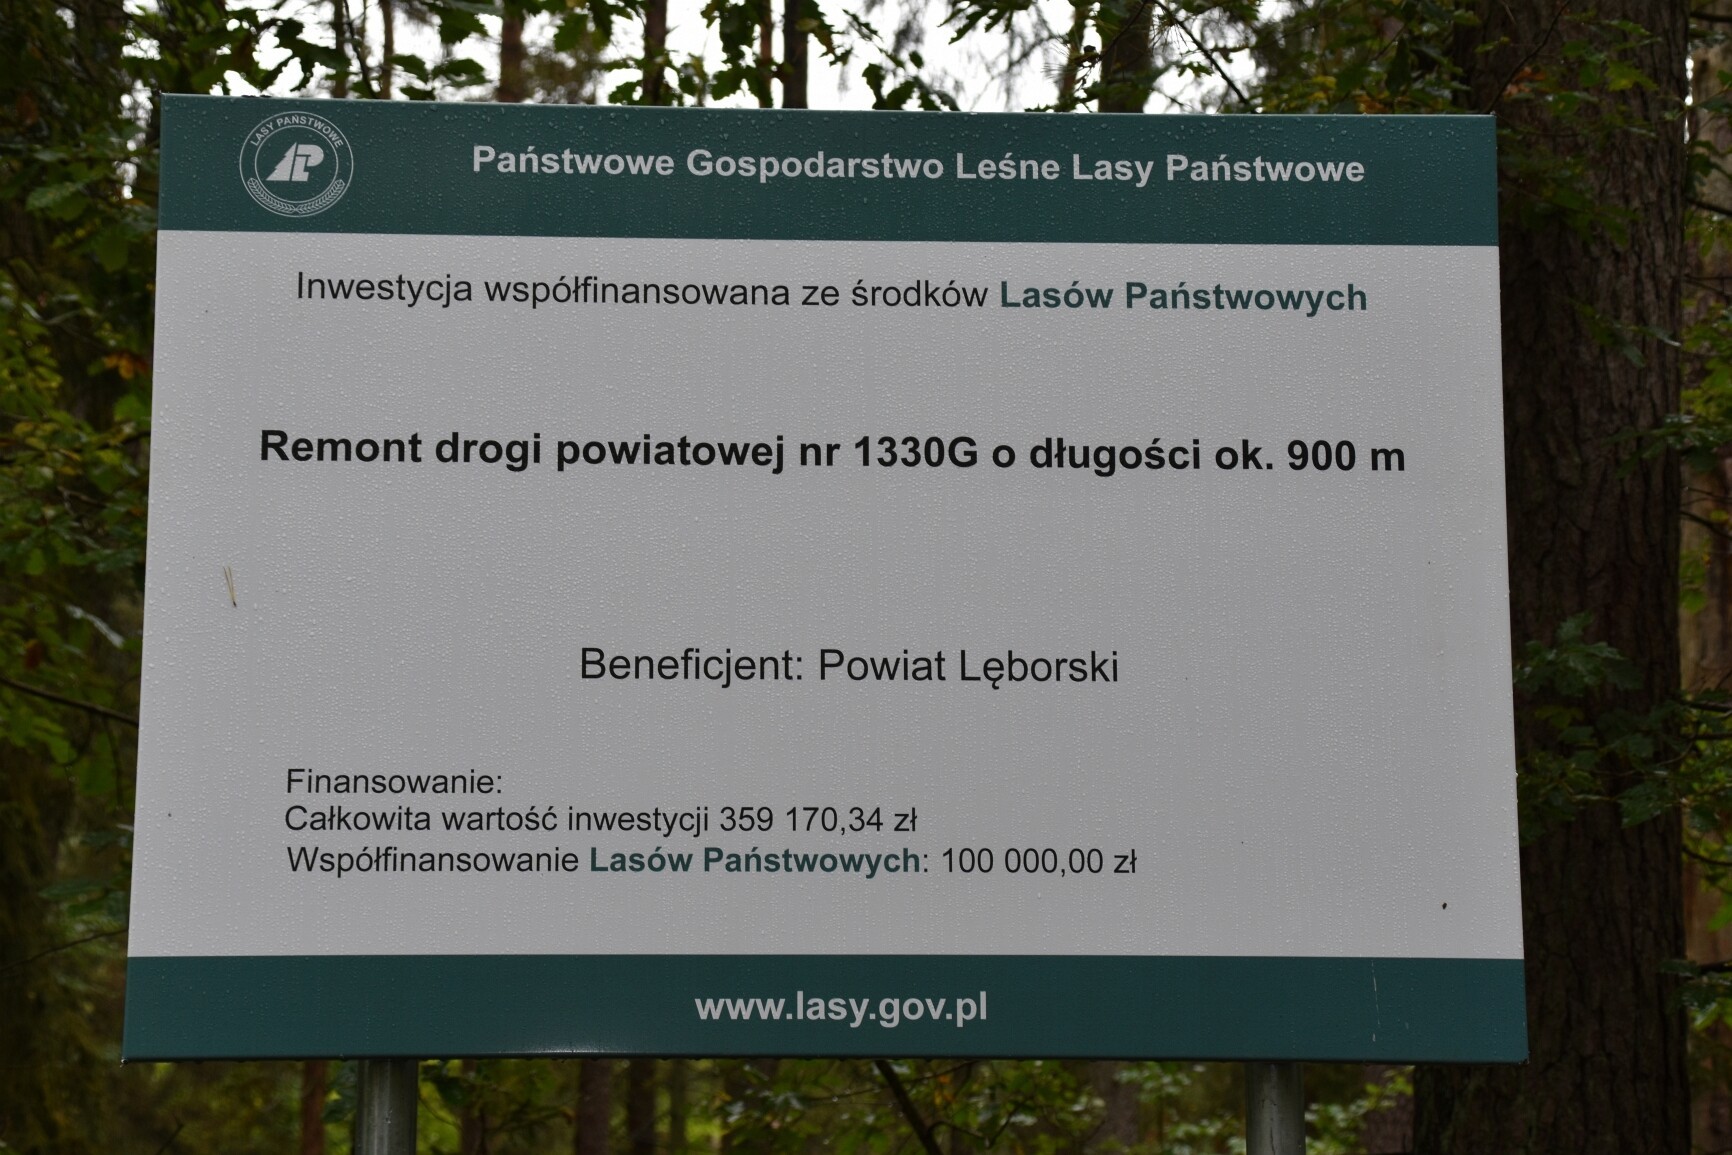 LASY PAŃSTWOWE
Państwowe Gospodarstwo Leśne Lasy Państwowe
Inwestycja współfinansowana ze środków Lasów Państwowych
Remont drogi powiatowej nr 1330G o długości ok. 900 m
Beneficjent: Powiat Lęborski
Finansowanie:
Całkowita wartość inwestycji 359 170,34 zł
Współfinansowanie Lasów Państwowych: 100 000,00 zł
www.lasy.gov.pl